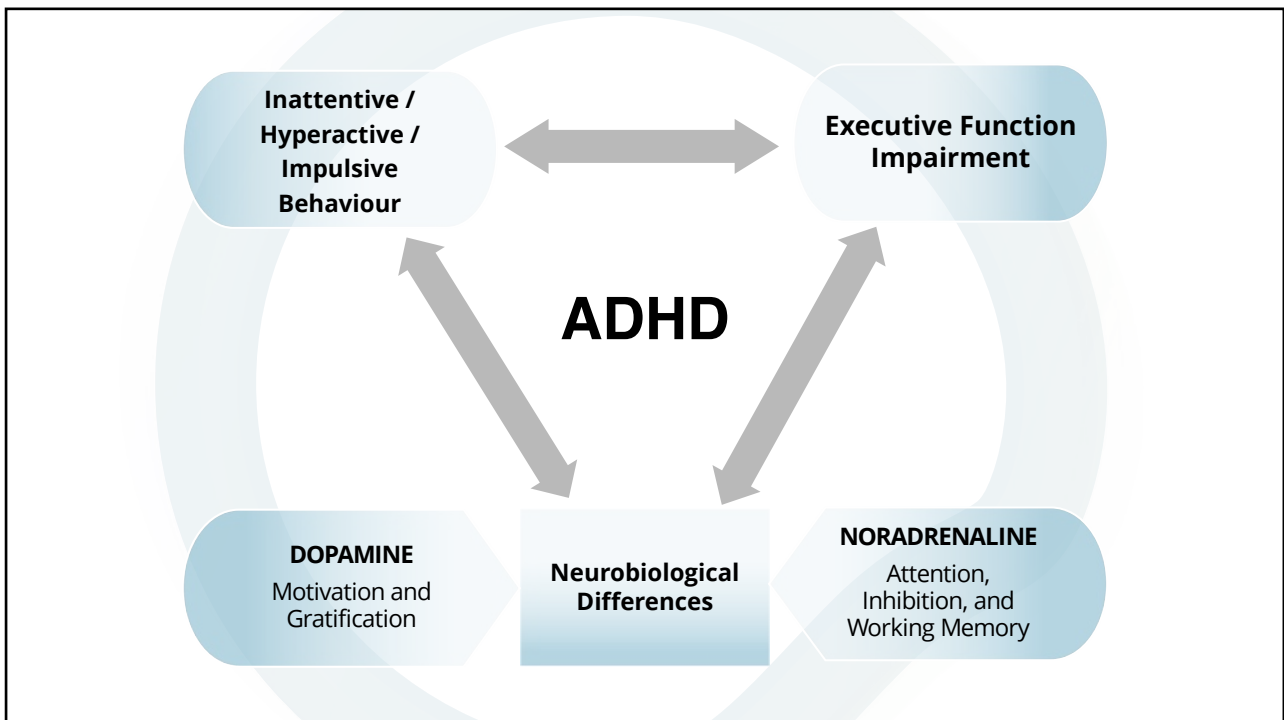 Inattentive /
Hyperactive /
Impulsive
Behaviour
Executive Function
Impairment
ADHD
DOPAMINE
Motivation and
Gratification
Neurobiological
Differences
NORADRENALINE
Attention,
Inhibition, and
Working Memory